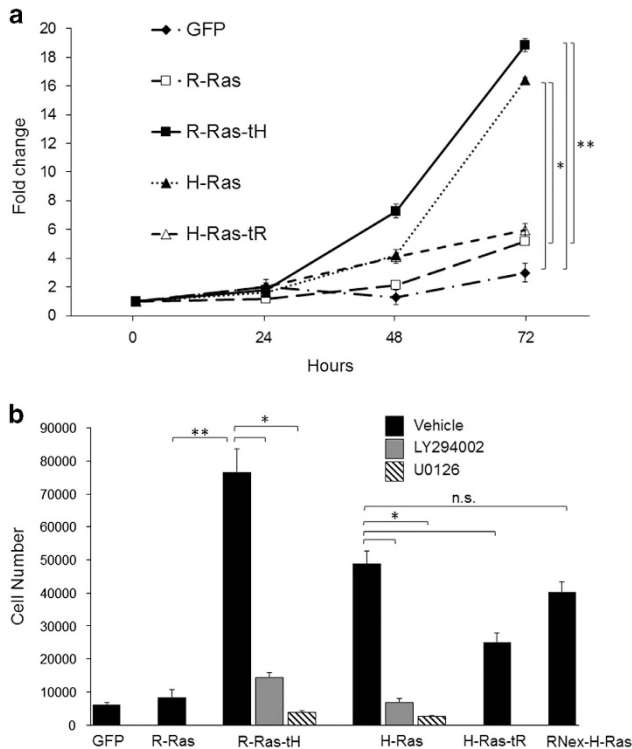 a
GFP
R-Ras
R-Ras-tH
H-Ras
H-Ras-tR
Fold change
20
18
16
14
12
10
8
6
4
2
0
0 24 48 72
Hours
*
**
b
Vehicle
LY294002
U0126
Cell Number
90000
80000
70000
60000
50000
40000
30000
20000
10000
0
** *
n.s.
*
GFP R-Ras R-Ras-tH H-Ras H-Ras-tR RNex-H-Ras